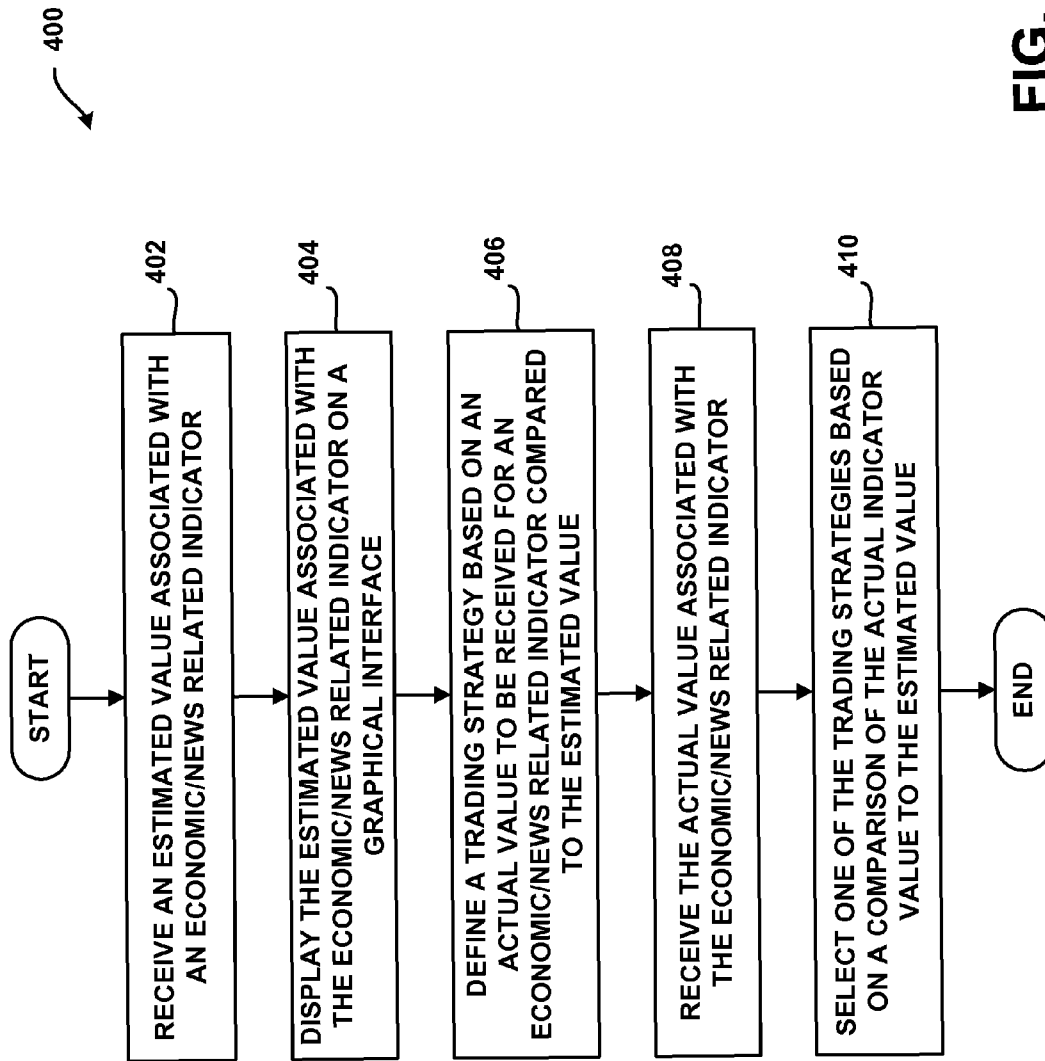 400
START
402
RECEIVE AN ESTIMATED VALUE ASSOCIATED WITH
AN ECONOMIC/NEWS RELATED INDICATOR
404
DISPLAY THE ESTIMATED VALUE ASSOCIATED WITH
THE ECONOMIC/NEWS RELATED INDICATOR ON A
GRAPHICAL INTERFACE
406
DEFINE A TRADING STRATEGY BASED ON AN
ACTUAL VALUE TO BE RECEIVED FOR AN
ECONOMIC/NEWS RELATED INDICATOR COMPARED
TO THE ESTIMATED VALUE
408
RECEIVE THE ACTUAL VALUE ASSOCIATED WITH
THE ECONOMIC/NEWS RELATED INDICATOR
410
SELECT ONE OF THE TRADING STRATEGIES BASED
ON A COMPARISON OF THE ACTUAL INDICATOR
VALUE TO THE ESTIMATED VALUE
END
FIG.